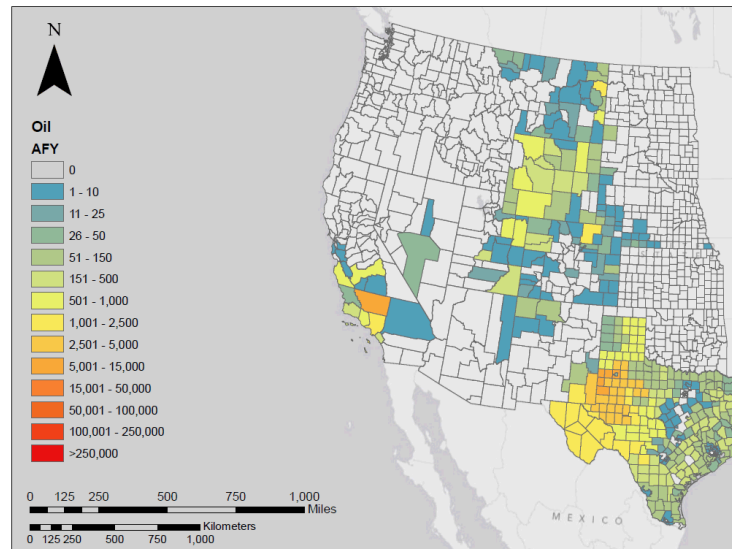 N
Oil
AFY
0
1 - 10
11 - 25
26 - 50
51 - 150
151 - 500
501 - 1,000
1,001 - 2,500
2,501 - 5,000
5,001 - 15,000
15,001 - 50,000
50,001 - 100,000
100,001 - 250,000
>250,000
0 125 250 500 750 1,000
Miles
Kilometers
0 125 250 500 750 1,000
MEXICO